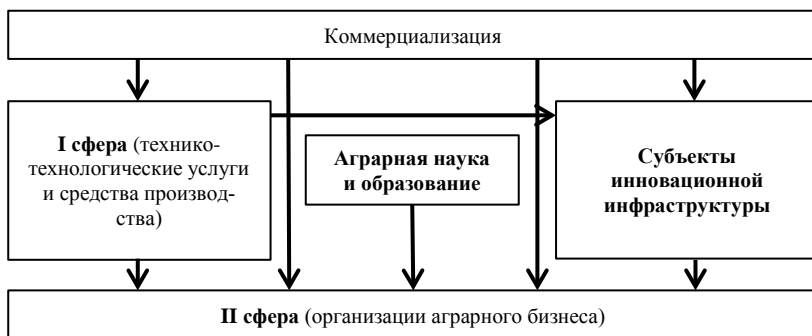 Коммерциализация
I сфера (технико-
технологические услуги
и средства производ-
ства)
Аграрная наука
и образование
Субъекты
инновационной
инфраструктуры
II сфера (организации аграрного бизнеса)